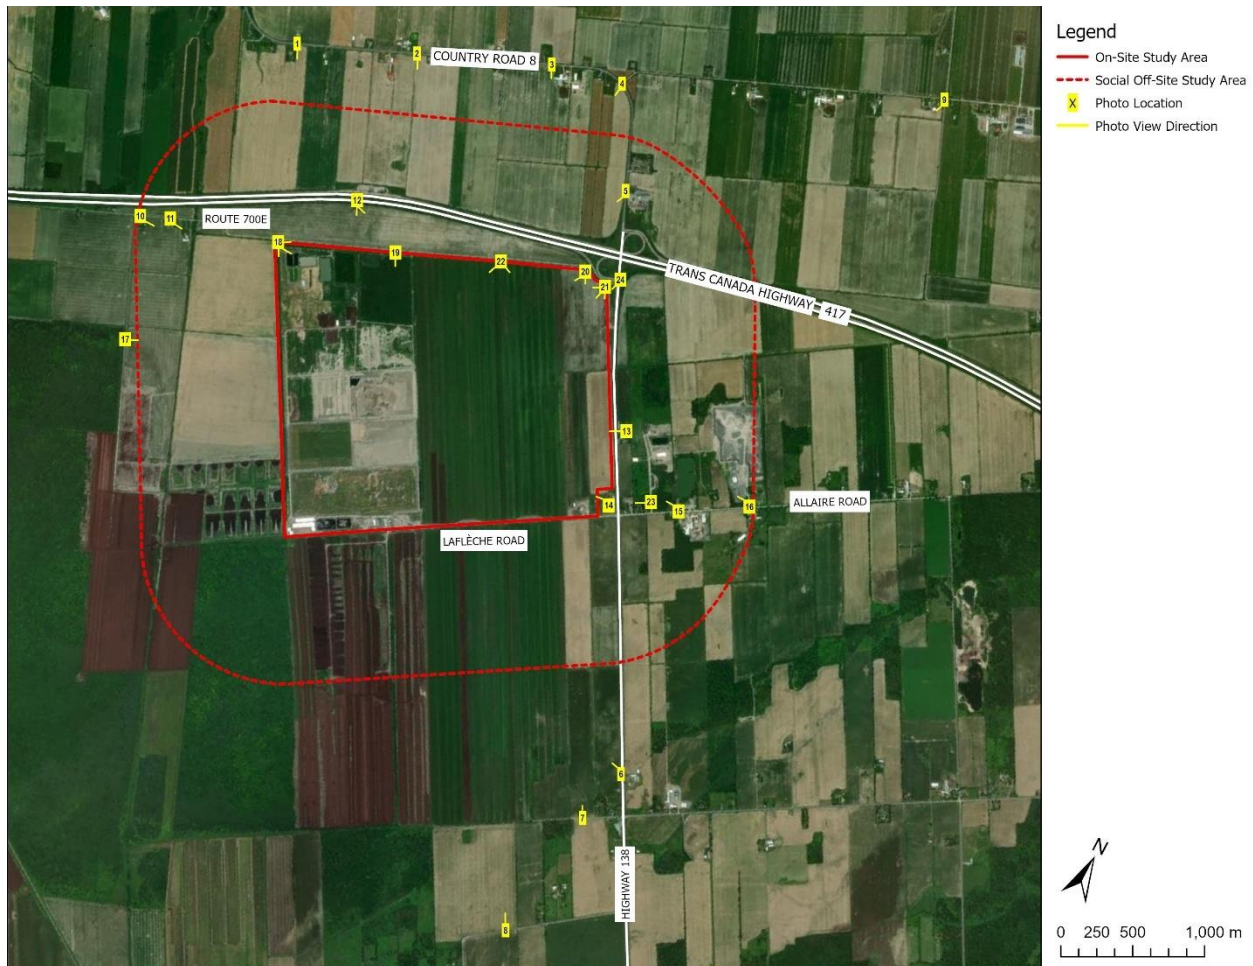 Legend
On-Site Study Area
Social Off-Site Study Area
X Photo Location
Photo View Direction
1
2
COUNTRY ROAD 8
3
4
9
5
12
10
11
ROUTE 700E
18
19
22
20
24
21
TRANS CANADA HIGHWAY
417
17
13
14
23
15
16
ALLAIRE ROAD
LAFLÈCHE ROAD
6
7
HIGHWAY 138
8
N
0 250 500 1,000 m